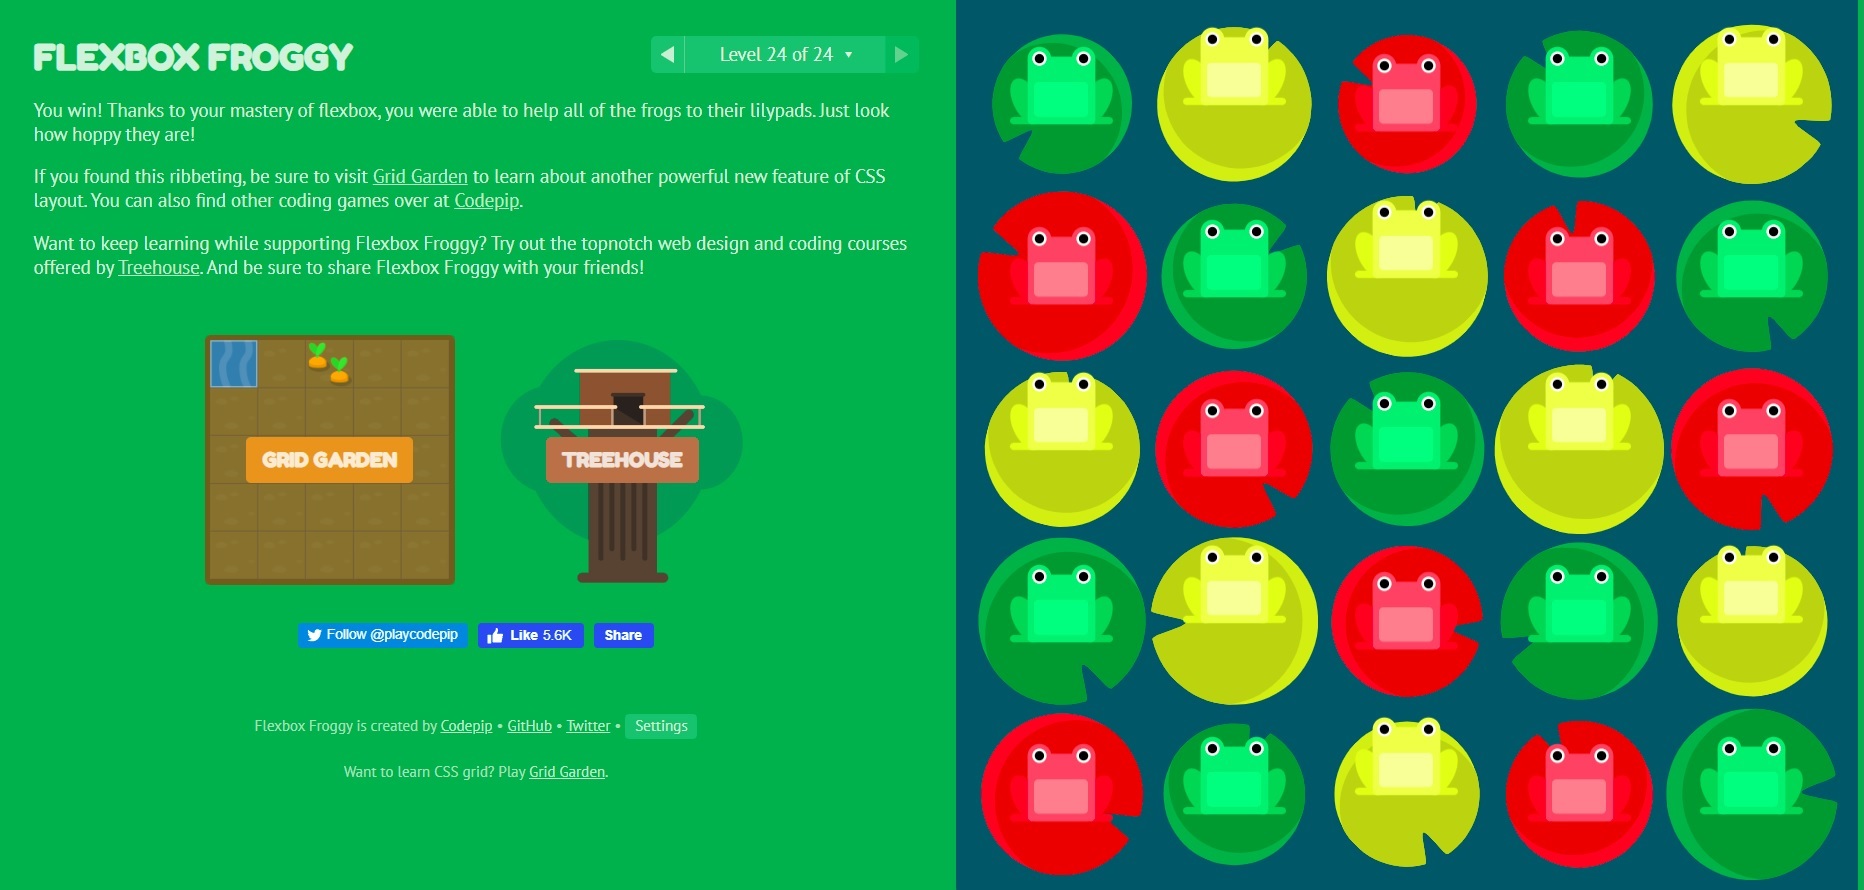 FLEXBOX FROGGY
Level 24 of 24
You win! Thanks to your mastery of flexbox, you were able to help all of the frogs to their lilypads. Just look
how hoppy they are!
If you found this ribbeting, be sure to visit Grid Garden to learn about another powerful new feature of CSS
layout. You can also find other coding games over at Codepip.
Want to keep learning while supporting Flexbox Froggy? Try out the topnotch web design and coding courses
offered by Treehouse. And be sure to share Flexbox Froggy with your friends!
GRID GARDEN
TREEHOUSE
Follow @playcodepip
Like 5.6K
Share
Flexbox Froggy is created by Codepip • GitHub • Twitter • Settings
Want to learn CSS grid? Play Grid Garden.